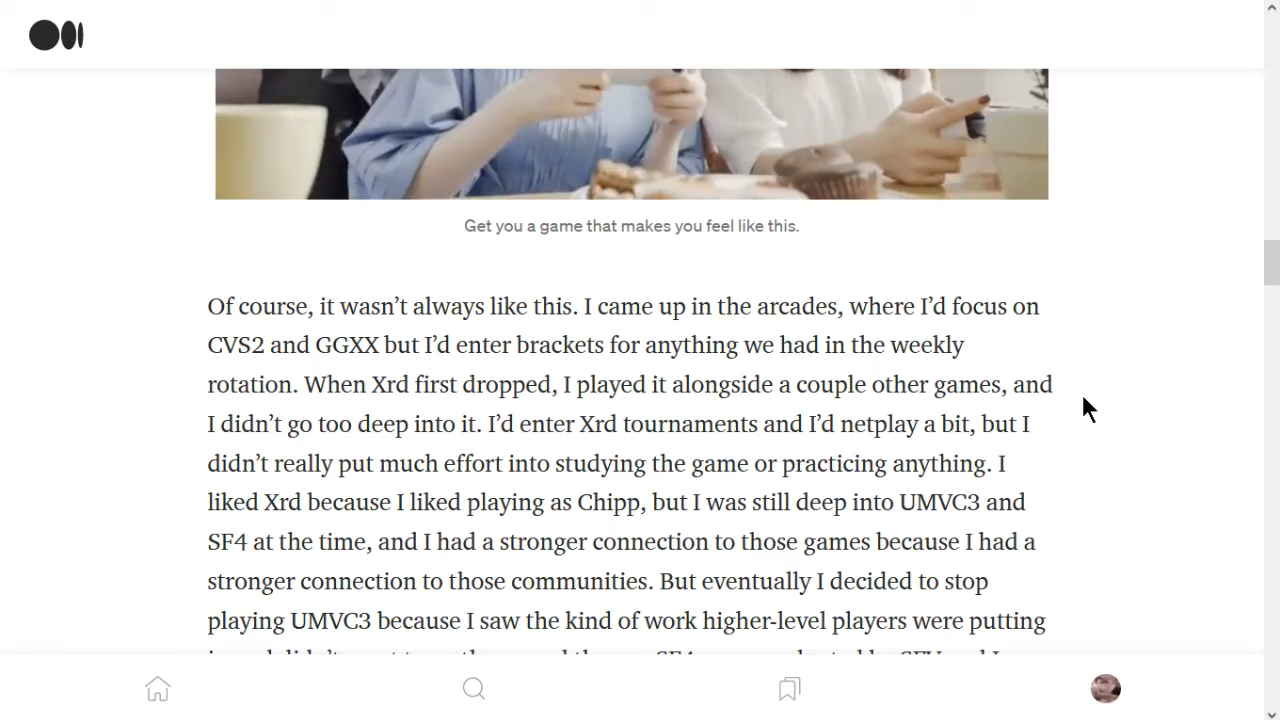 Get you a game that makes you feel like this.
Of course, it wasn’t always like this. I came up in the arcades, where I’d focus on
CVS2 and GGXX but I’d enter brackets for anything we had in the weekly
rotation. When Xrd first dropped, I played it alongside a couple other games, and
I didn’t go too deep into it. I’d enter Xrd tournaments and I’d netplay a bit, but I
didn’t really put much effort into studying the game or practicing anything. I
liked Xrd because I liked playing as Chipp, but I was still deep into UMVC3 and
SF4 at the time, and I had a stronger connection to those games because I had a
stronger connection to those communities. But eventually I decided to stop
playing UMVC3 because I saw the kind of work higher-level players were putting